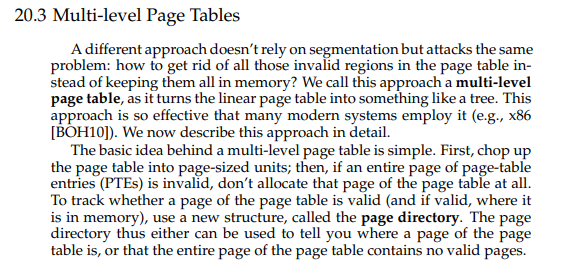 20.3 Multi-level Page Tables
A different approach doesn't rely on segmentation but attacks the same
problem: how to get rid of all those invalid regions in the page table in-
stead of keeping them all in memory? We call this approach a multi-level
page table, as it turns the linear page table into something like a tree. This
approach is so effective that many modern systems employ it (e.g., x86
[BOH10]). We now describe this approach in detail.
The basic idea behind a multi-level page table is simple. First, chop up
the page table into page-sized units; then, if an entire page of page-table
entries (PTEs) is invalid, don't allocate that page of the page table at all.
To track whether a page of the page table is valid (and if valid, where it
is in memory), use a new structure, called the page directory. The page
directory thus either can be used to tell you where a page of the page
table is, or that the entire page of the page table contains no valid pages.